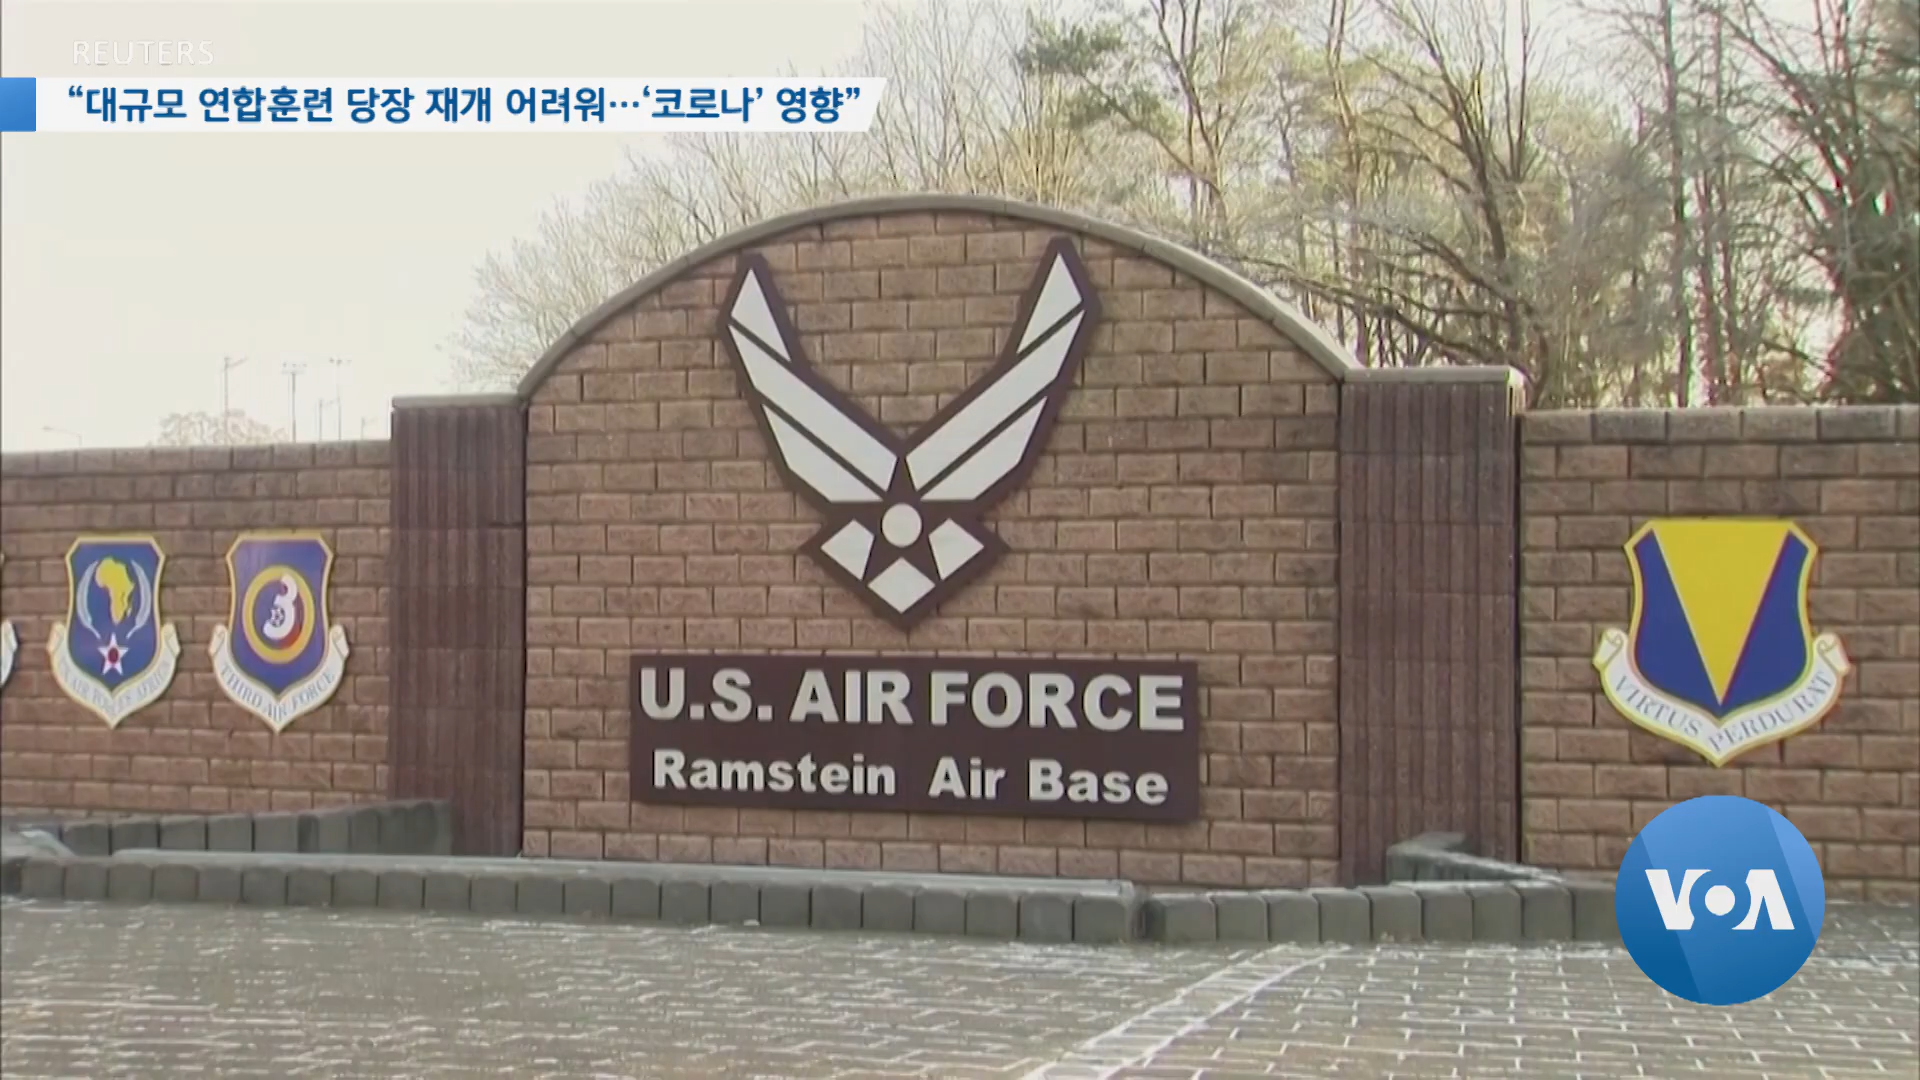 REUTERS
“대규모 연합훈련 당장 재개 어려워…‘코로나’ 영향”
3
THIRD AIR FORCE
U.S. AIR FORCE
Ramstein Air Base
VIRTUS PERDURAT
VOA